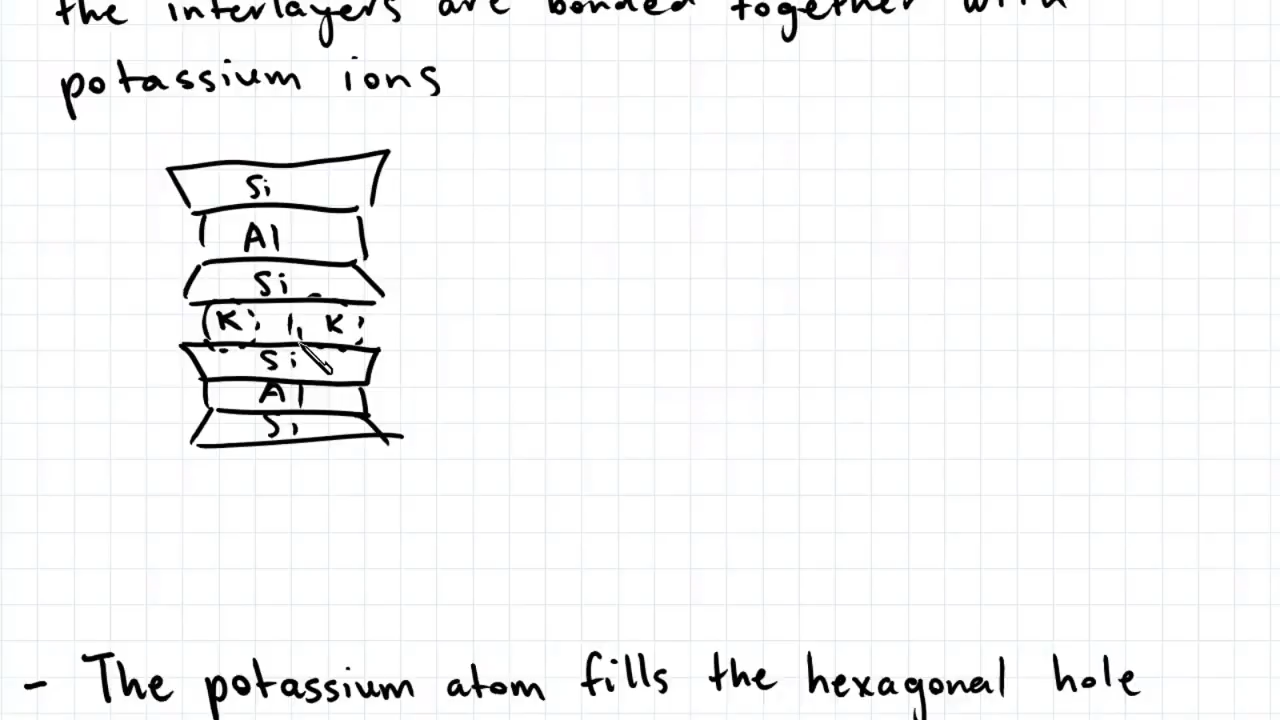 the interlayers are bonded together with
potassium ions
Si
Al
Si
K K
Si
Al
Si
- The potassium atom fills the hexagonal hole